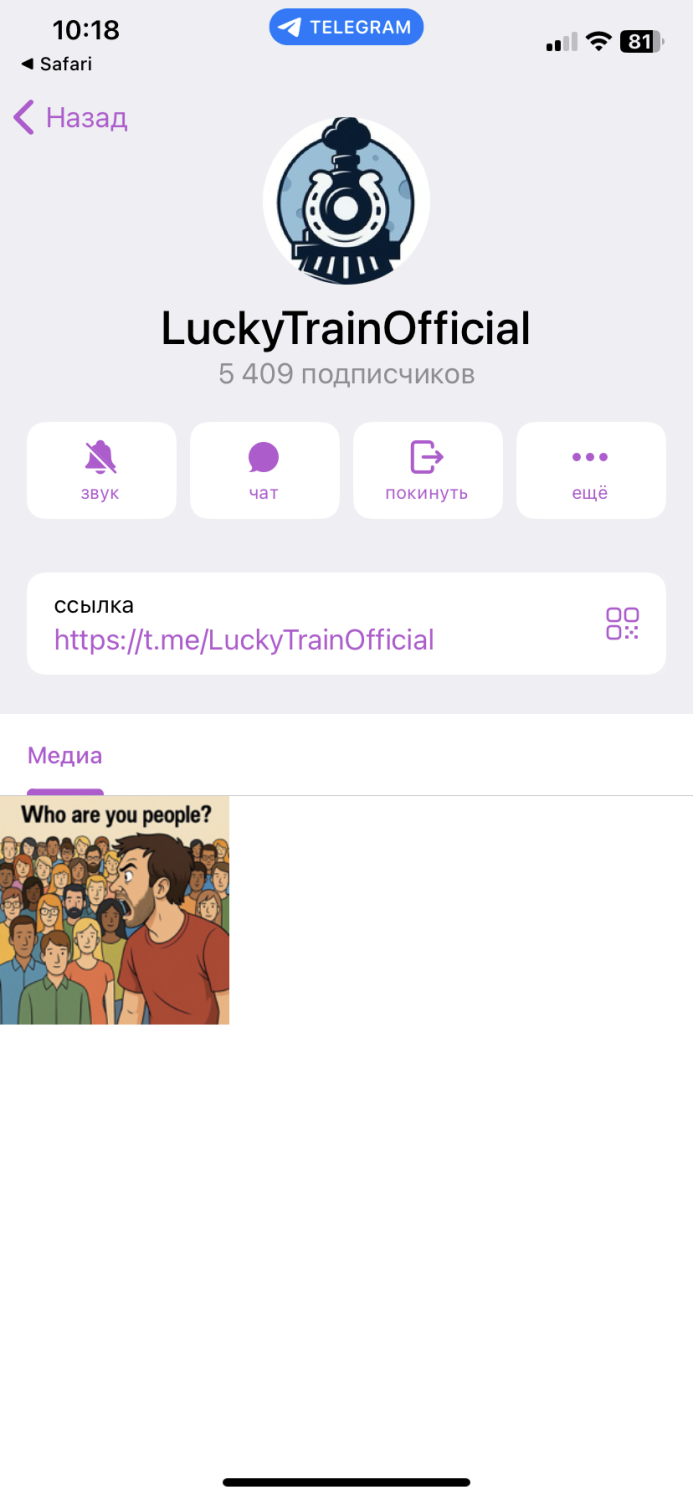 10:18
TELEGRAM
81
◀ Safari
Назад
LuckyTrainOfficial
5 409 подписчиков
звук
чат
покинуть
ещё
ссылка
https://t.me/LuckyTrainOfficial
Медиа
Who are you people?